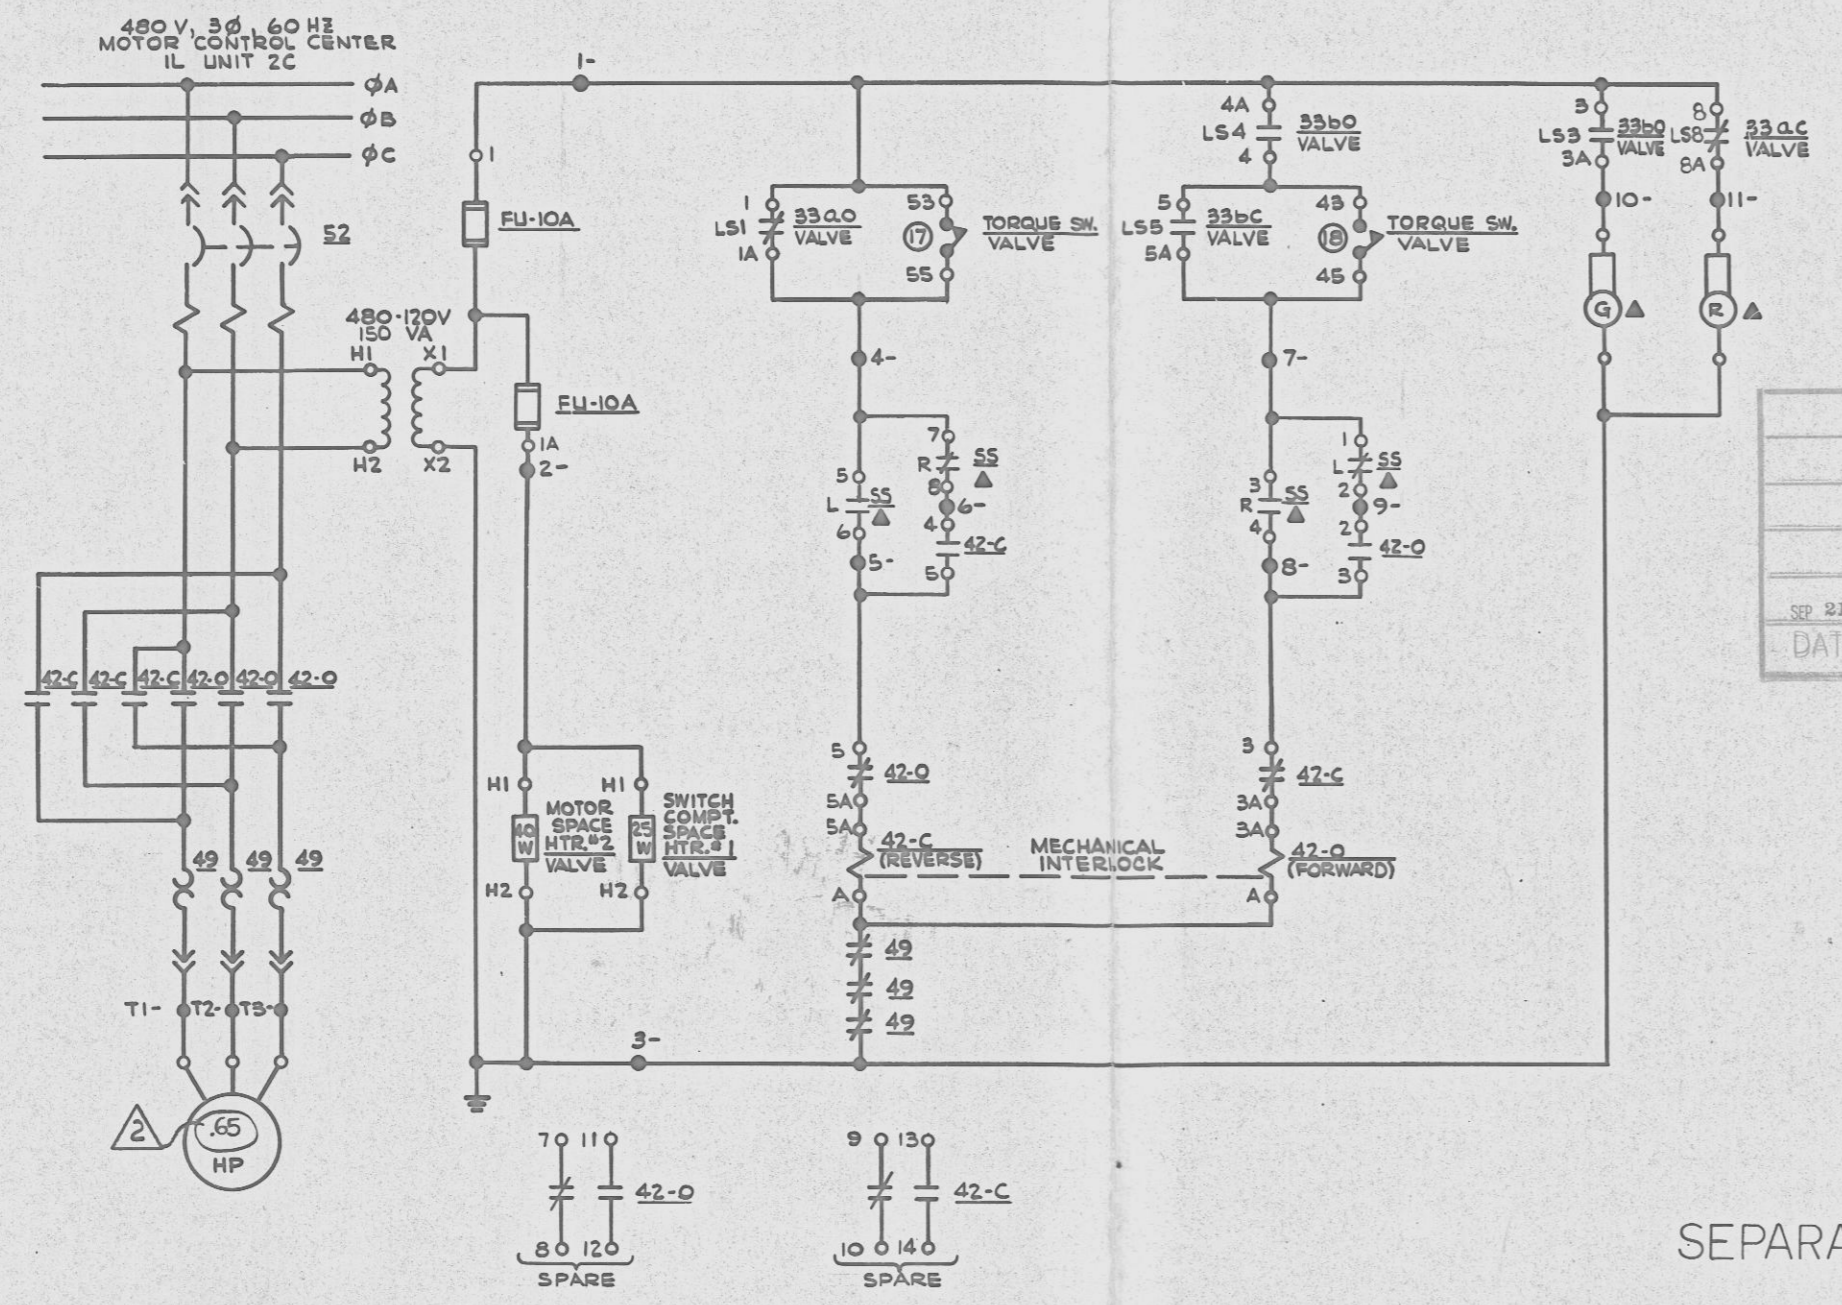 480 V, 3Ø, 60 HZ
MOTOR CONTROL CENTER
1L UNIT 2C
ØA
ØB
ØC
52
480-120V
150 VA
H1
X1
H2
X2
1-
1
FU-10A
FU-10A
1A
2-
42-C
42-C
42-C
42-O
42-O
42-O
49
49
49
T1-
T2-
T3-
2
.65
HP
H1
40
W
MOTOR
SPACE
HTR.#2
VALVE
H2
H1
25
W
SWITCH
COMPT.
SPACE
HTR.#1
VALVE
H2
3-
1
LS1
33ao
VALVE
1A
53
17
TORQUE SW.
VALVE
55
4-
5
L
SS
6
5-
7
R
SS
8
6-
4
42-C
5
5
42-O
5A
5A
42-C
(REVERSE)
A
49
49
49
MECHANICAL
INTERLOCK
4A
LS4
33bo
VALVE
4
5
LS5
33bc
VALVE
5A
43
18
TORQUE SW.
VALVE
45
7-
3
R
SS
4
8-
1
L
SS
2
9-
2
42-O
3
3
42-C
3A
3A
42-O
(FORWARD)
A
3
LS3
33bo
VALVE
3A
10-
G
8
LS8
33ac
VALVE
8A
11-
R
SEP 21
DAT
7
11
42-O
8
12
SPARE
9
13
42-C
10
14
SPARE
SEPARA